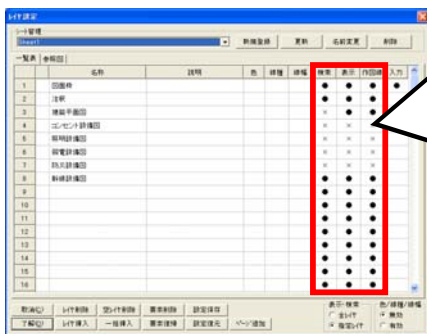 レイヤ設定
シート管理
Sheet1 新規登録 更新 名前変更 削除
一覧表 参照図
名称 説明 色 線種 線幅 検索 表示 作図線 入力
1 図面枠 ● ● ● ●
2 注釈 ● ● ●
3 建築平面図 × ● ●
4 コンセント設備図 × × ×
5 照明設備図 × × ×
6 弱電設備図 × × ×
7 防災設備図 × × ×
8 幹線設備図 ● ● ●
9 ● ● ●
10 ● ● ●
11 ● ● ●
12 ● ● ●
13 ● ● ●
14 ● ● ●
15 ● ● ●
16 ● ● ●
取消(C) レイヤ削除 空レイヤ削除 要素削除 設定保存
了解(O) レイヤ挿入 一括挿入 要素復帰 設定復元 ページ追加
表示・検索 色/線種/線幅
全レイヤ 無効
指定レイヤ 有効